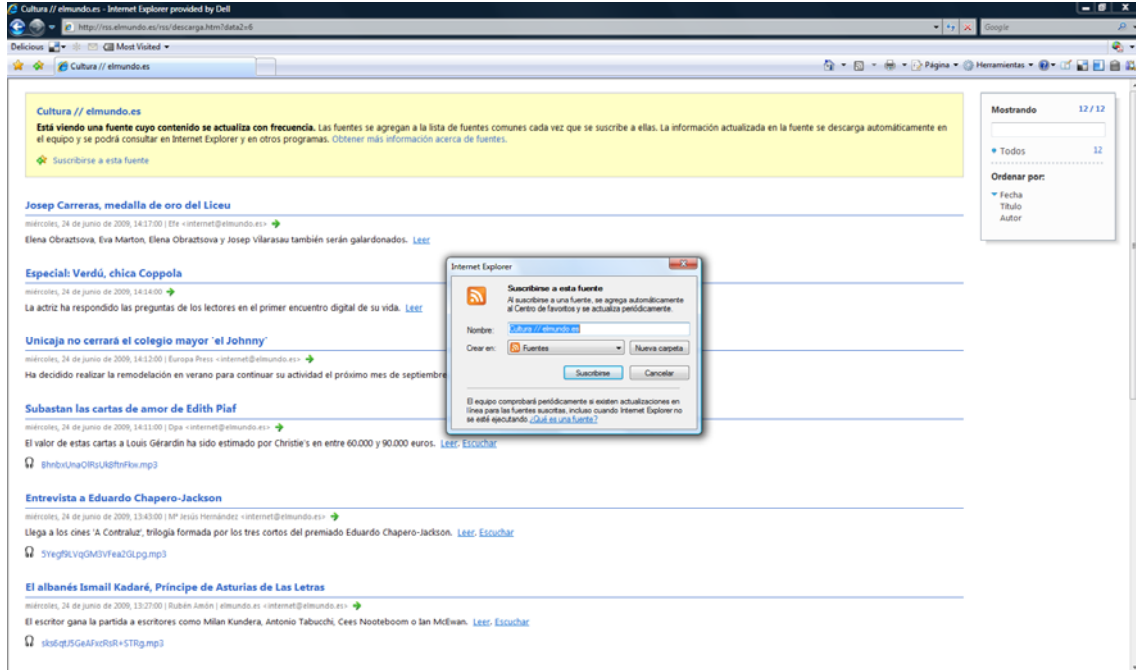 Cultura // elmundo.es - Internet Explorer provided by Dell
http://rss.elmundo.es/rss/descarga.htm?data2=6
Google
Delicious
Most Visited
Cultura // elmundo.es
Página
Herramientas
Cultura // elmundo.es
Está viendo una fuente cuyo contenido se actualiza con frecuencia. Las fuentes se agregan a la lista de fuentes comunes cada vez que se suscribe a ellas. La información actualizada en la fuente se descarga automáticamente en
el equipo y se podrá consultar en Internet Explorer y en otros programas. Obtener más información acerca de fuentes.
Suscribirse a esta fuente
Mostrando 12 / 12
Todos 12
Ordenar por:
Fecha
Título
Autor
Josep Carreras, medalla de oro del Liceu
miércoles, 24 de junio de 2009, 14:17:00 | Efe <internet@elmundo.es>
Elena Obraztsova, Eva Marton, Elena Obraztsova y Josep Vilarasau también serán galardonados. Leer
Especial: Verdú, chica Coppola
miércoles, 24 de junio de 2009, 14:14:00
La actriz ha respondido las preguntas de los lectores en el primer encuentro digital de su vida. Leer
Unicaja no cerrará el colegio mayor 'el Johnny'
miércoles, 24 de junio de 2009, 14:12:00 | Europa Press <internet@elmundo.es>
Ha decidido realizar la remodelación en verano para continuar su actividad el próximo mes de septiembre
Subastan las cartas de amor de Edith Piaf
miércoles, 24 de junio de 2009, 14:11:00 | Dpa <internet@elmundo.es>
El valor de estas cartas a Louis Gérardin ha sido estimado por Christie's en entre 60.000 y 90.000 euros. Leer. Escuchar
Entrevista a Eduardo Chapero-Jackson
miércoles, 24 de junio de 2009, 13:43:00 | Mª Jesús Hernández <internet@elmundo.es>
Llega a los cines 'A Contraluz', trilogía formada por los tres cortos del premiado Eduardo Chapero-Jackson. Leer. Escuchar
El albanés Ismail Kadaré, Príncipe de Asturias de Las Letras
miércoles, 24 de junio de 2009, 13:27:00 | Rubén Amón | elmundo.es <internet@elmundo.es>
El escritor gana la partida a escritores como Milan Kundera, Antonio Tabucchi, Cees Nooteboom o Ian McEwan. Leer. Escuchar
Internet Explorer
Suscribirse a esta fuente
Al suscribirse a una fuente, se agrega automáticamente
al Centro de favoritos y se actualiza periódicamente.
Nombre: Cultura // elmundo.es
Crear en: Fuentes Nueva carpeta
Suscribirse Cancelar
El equipo comprobará periódicamente si existen actualizaciones en
línea para las fuentes suscritas, incluso cuando Internet Explorer no
se esté ejecutando. ¿Qué es una fuente?